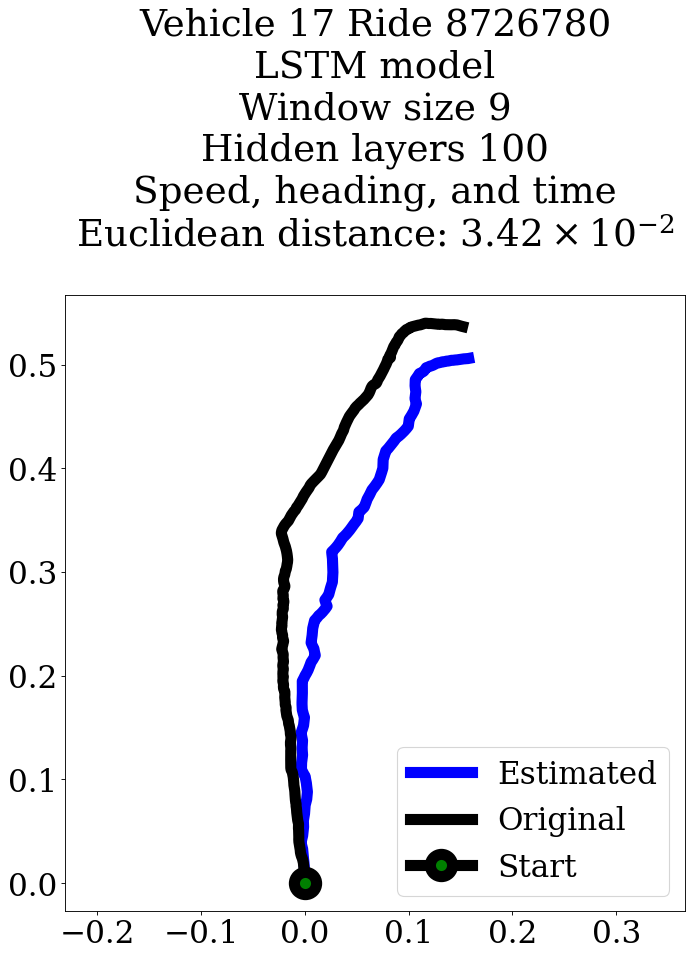 Vehicle 17 Ride 8726780
LSTM model
Window size 9
Hidden layers 100
Speed, heading, and time
Euclidean distance: 3.42 × 10⁻²
0.5
0.4
0.3
0.2
0.1
0.0
Estimated
Original
Start
−0.2 −0.1 0.0 0.1 0.2 0.3